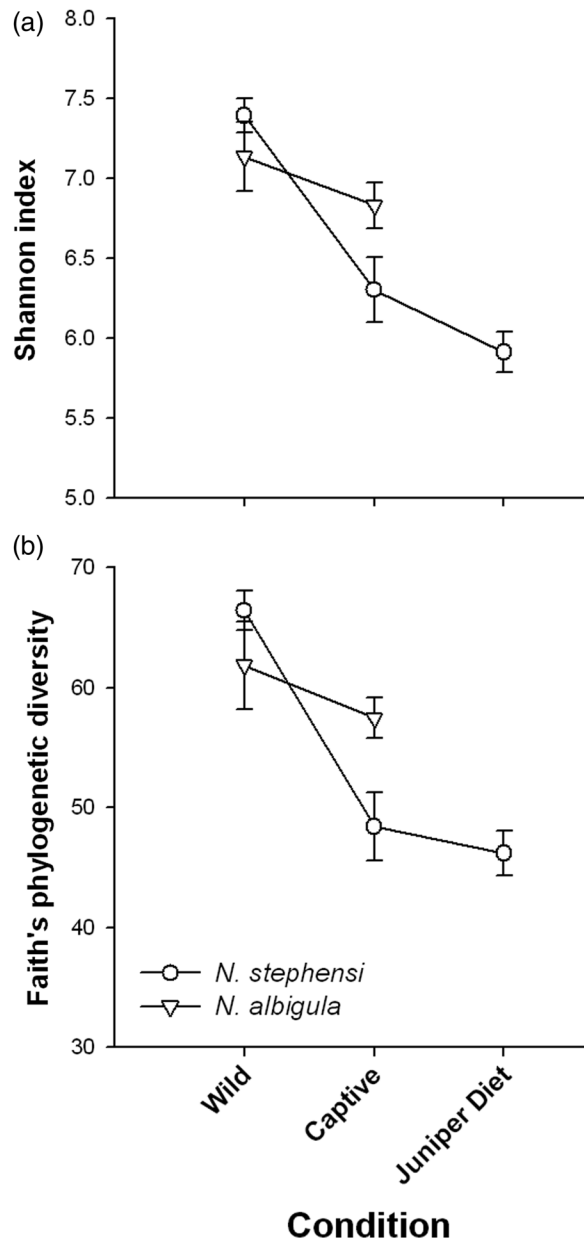 (a)
8.0
7.5
7.0
6.5
6.0
5.5
5.0
Shannon index
(b)
70
60
50
40
30
Faith's phylogenetic diversity
N. stephensi
N. albigula
Wild
Captive
Juniper Diet
Condition